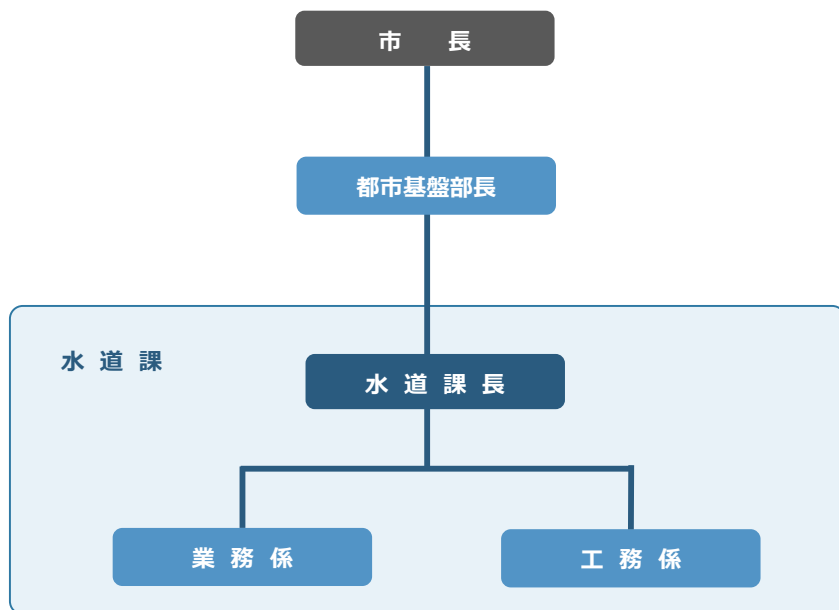 市　長
都市基盤部長
水 道 課
水 道 課 長
業 務 係
工 務 係